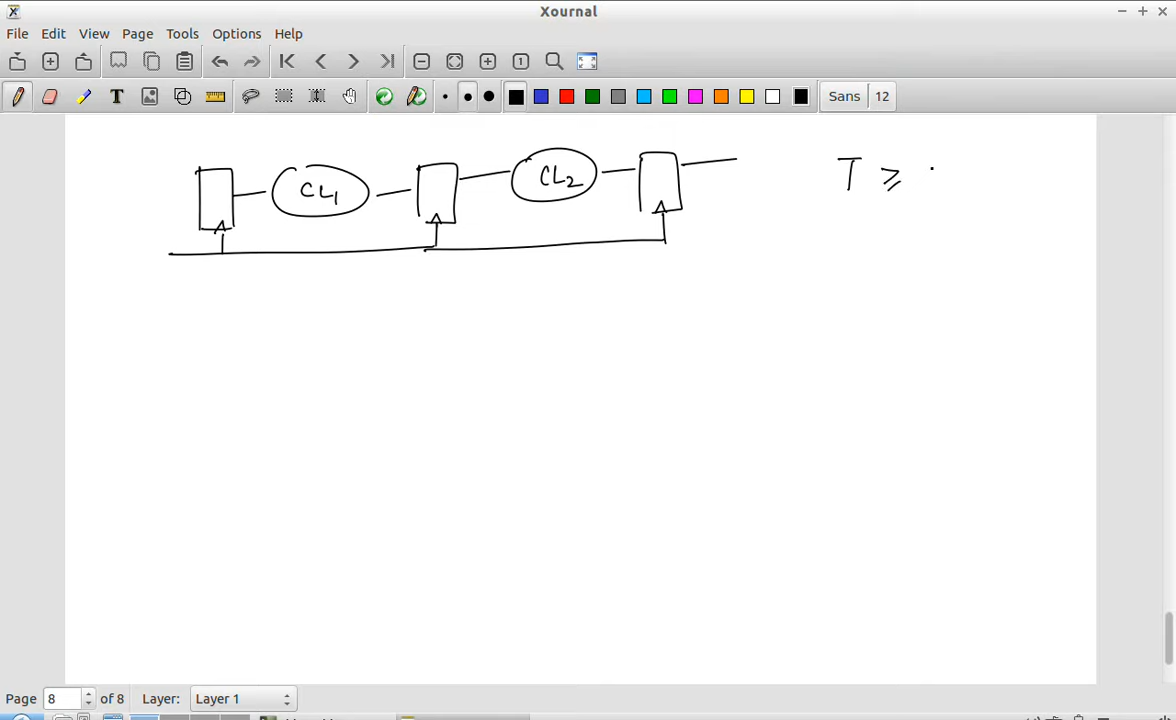 Xournal
File Edit View Page Tools Options Help
Sans 12
CL1 CL2 T ≥
Page 8 of 8 Layer: Layer 1